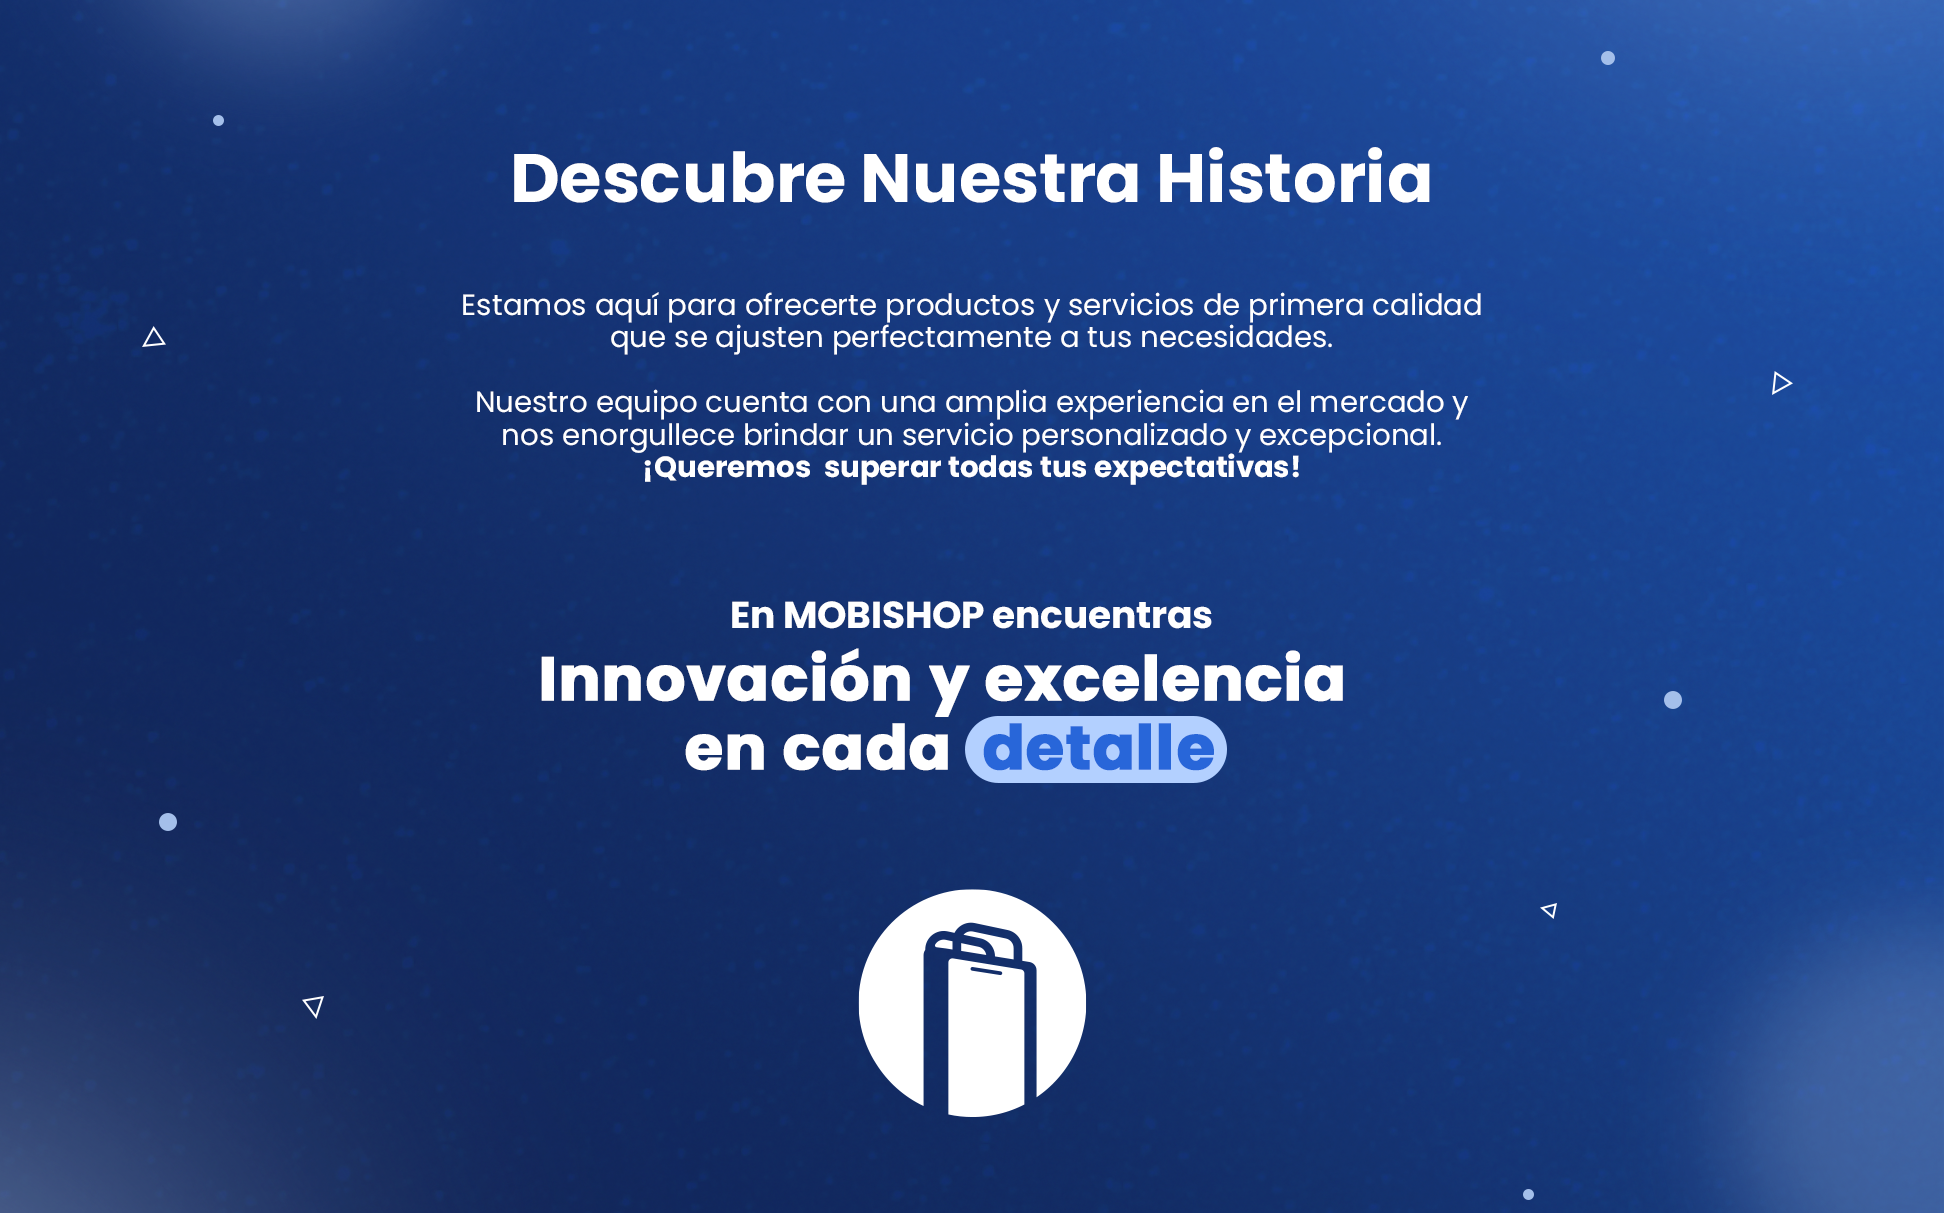 Descubre Nuestra Historia
Estamos aquí para ofrecerte productos y servicios de primera calidad
que se ajusten perfectamente a tus necesidades.
Nuestro equipo cuenta con una amplia experiencia en el mercado y
nos enorgullece brindar un servicio personalizado y excepcional.
¡Queremos  superar todas tus expectativas!
En MOBISHOP encuentras
Innovación y excelencia
en cada detalle